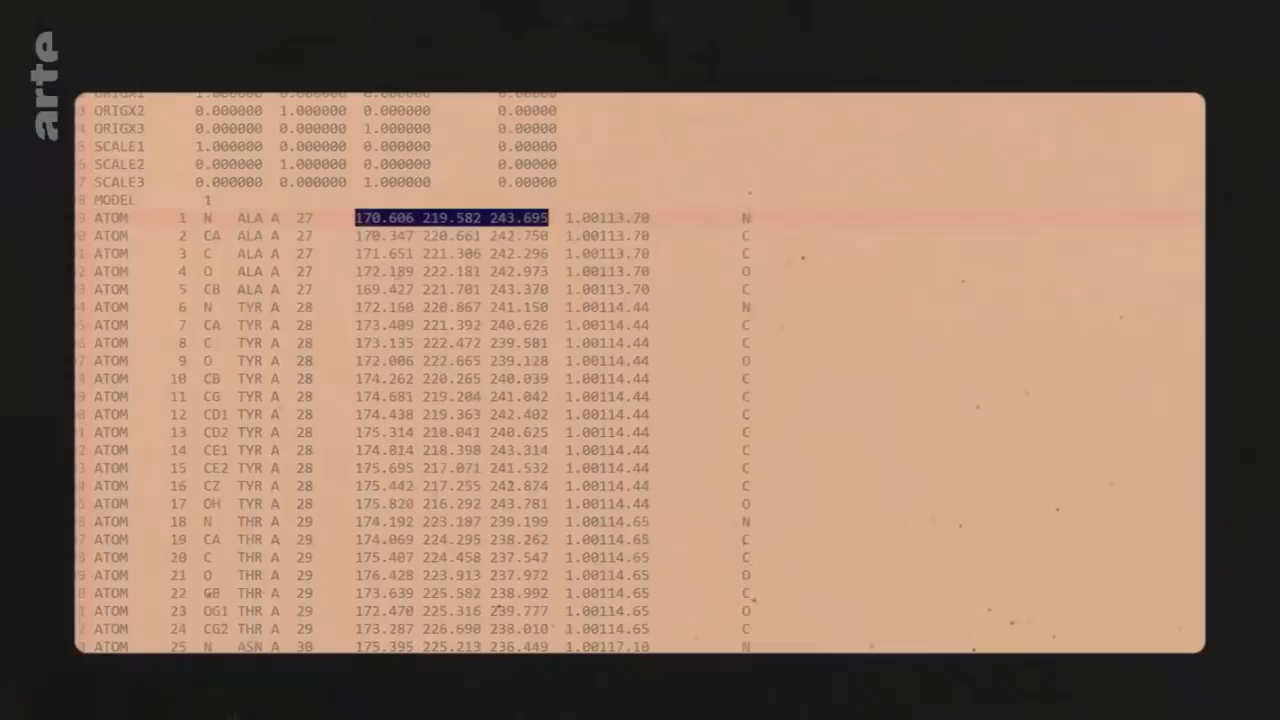 arte
ORIGX1 1.000000 0.000000 0.000000 0.00000
ORIGX2 0.000000 1.000000 0.000000 0.00000
ORIGX3 0.000000 0.000000 1.000000 0.00000
SCALE1 1.000000 0.000000 0.000000 0.00000
SCALE2 0.000000 1.000000 0.000000 0.00000
SCALE3 0.000000 0.000000 1.000000 0.00000
MODEL 1
ATOM 1 N ALA A 27 170.606 219.582 243.695 1.00113.70 N
ATOM 2 CA ALA A 27 170.347 220.661 242.750 1.00113.70 C
ATOM 3 C ALA A 27 171.651 221.306 242.296 1.00113.70 C
ATOM 4 O ALA A 27 172.189 222.181 242.973 1.00113.70 O
ATOM 5 CB ALA A 27 169.427 221.701 243.370 1.00113.70 C
ATOM 6 N TYR A 28 172.160 220.867 241.150 1.00114.44 N
ATOM 7 CA TYR A 28 173.409 221.392 240.626 1.00114.44 C
ATOM 8 C TYR A 28 173.135 222.472 239.581 1.00114.44 C
ATOM 9 O TYR A 28 172.006 222.665 239.128 1.00114.44 O
ATOM 10 CB TYR A 28 174.262 220.265 240.039 1.00114.44 C
ATOM 11 CG TYR A 28 174.681 219.204 241.042 1.00114.44 C
ATOM 12 CD1 TYR A 28 174.438 219.363 242.402 1.00114.44 C
ATOM 13 CD2 TYR A 28 175.314 218.041 240.625 1.00114.44 C
ATOM 14 CE1 TYR A 28 174.814 218.398 243.314 1.00114.44 C
ATOM 15 CE2 TYR A 28 175.695 217.071 241.532 1.00114.44 C
ATOM 16 CZ TYR A 28 175.442 217.255 242.874 1.00114.44 C
ATOM 17 OH TYR A 28 175.820 216.292 243.781 1.00114.44 O
ATOM 18 N THR A 29 174.192 223.187 239.199 1.00114.65 N
ATOM 19 CA THR A 29 174.069 224.295 238.262 1.00114.65 C
ATOM 20 C THR A 29 175.407 224.458 237.547 1.00114.65 C
ATOM 21 O THR A 29 176.428 223.913 237.972 1.00114.65 O
ATOM 22 CB THR A 29 173.639 225.582 238.992 1.00114.65 C
ATOM 23 OG1 THR A 29 172.470 225.316 239.777 1.00114.65 O
ATOM 24 CG2 THR A 29 173.287 226.690 238.010 1.00114.65 C
ATOM 25 N ASN A 30 175.395 225.213 236.449 1.00117.10 N